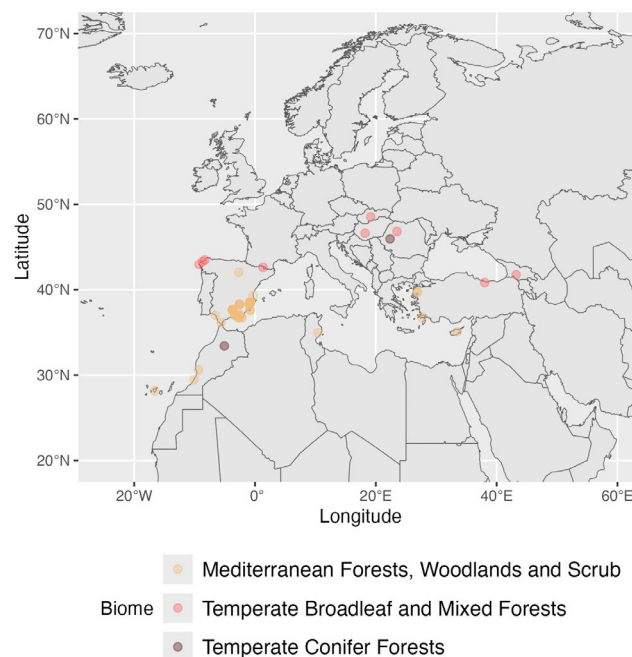 70°N
60°N
50°N
40°N
30°N
20°N
Latitude
20°W 0° 20°E 40°E 60°E
Longitude
Biome
Mediterranean Forests, Woodlands and Scrub
Temperate Broadleaf and Mixed Forests
Temperate Conifer Forests